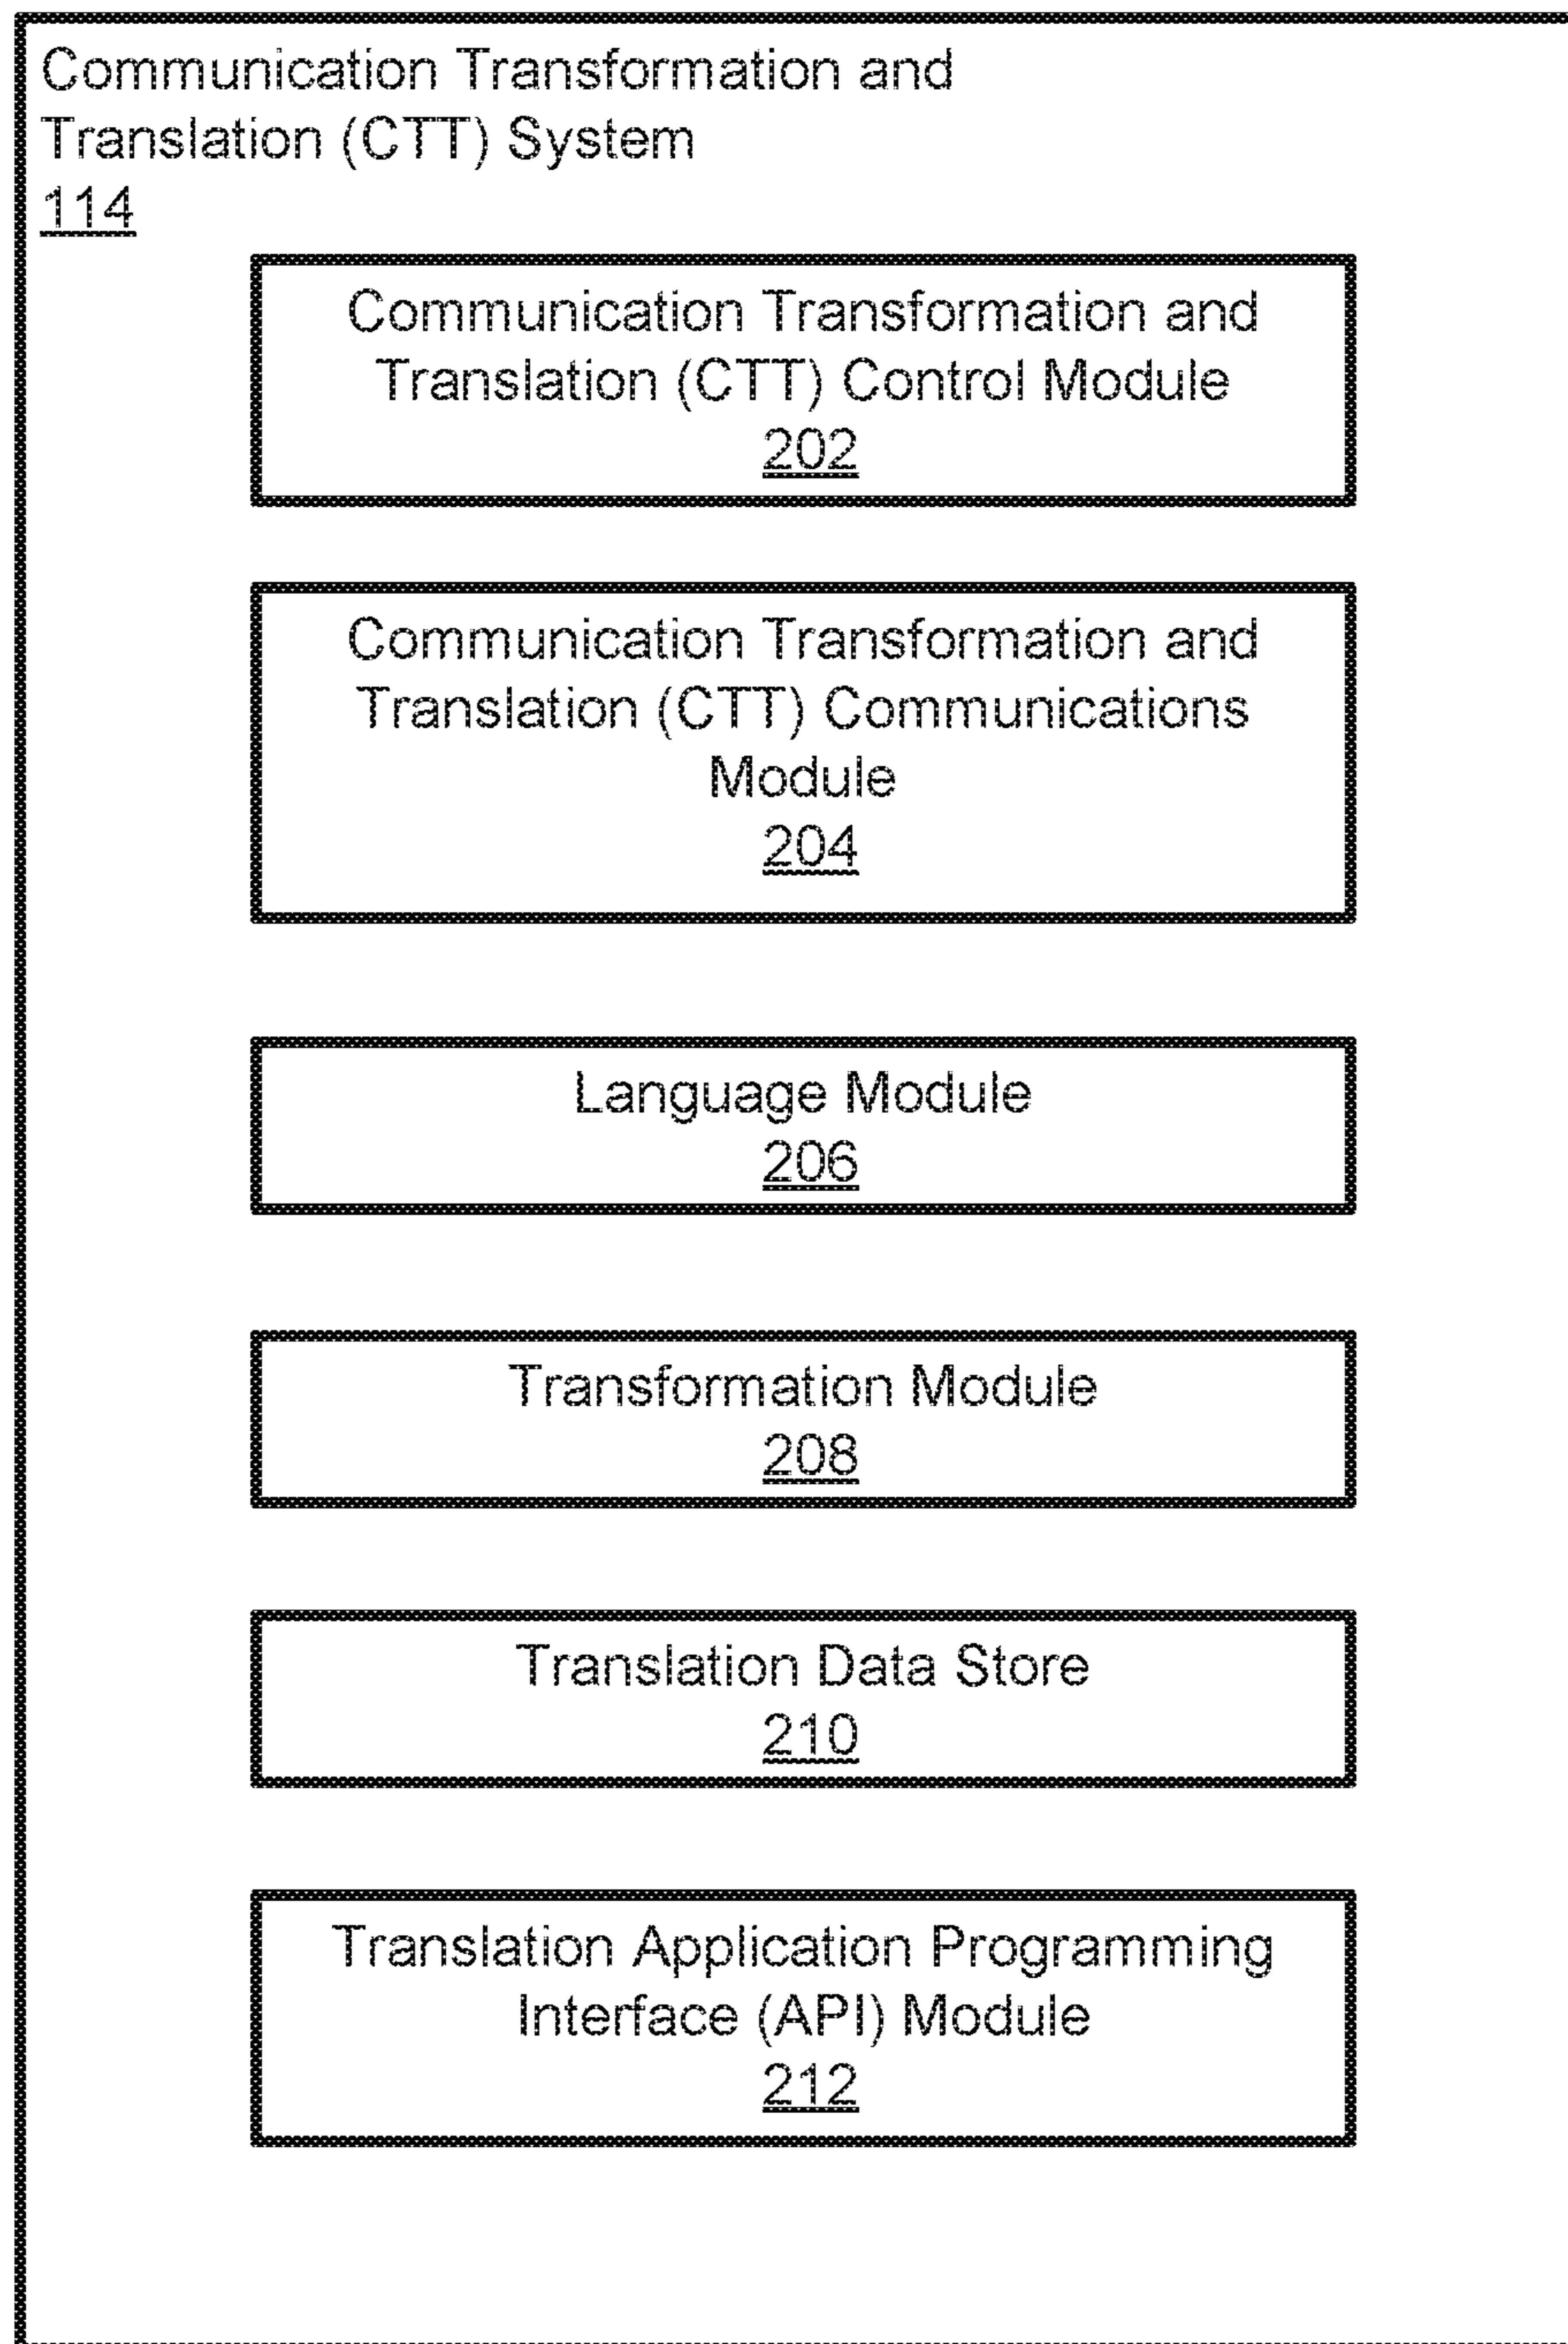 Communication Transformation and
Translation (CTT) System
114
Communication Transformation and
Translation (CTT) Control Module
202
Communication Transformation and
Translation (CTT) Communications
Module
204
Language Module
206
Transformation Module
208
Translation Data Store
210
Translation Application Programming
Interface (API) Module
212